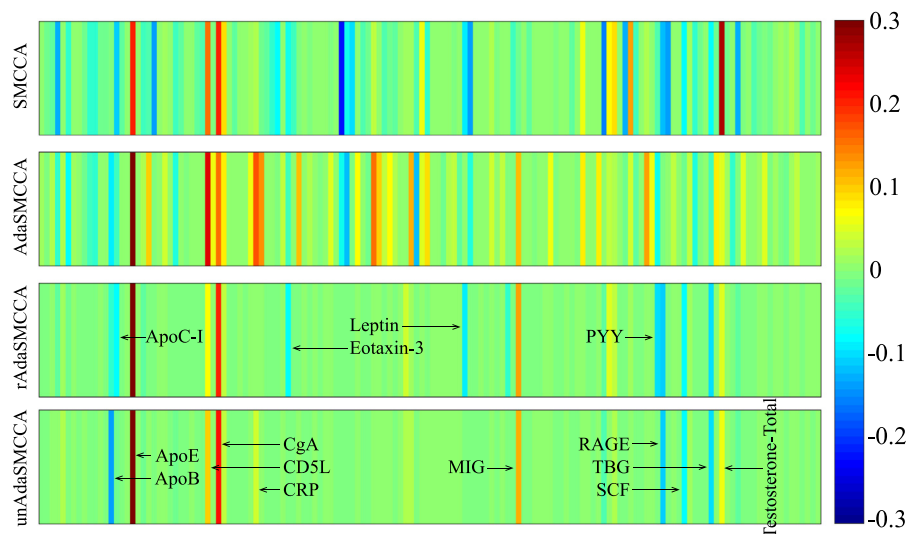 SMCCA
AdaSMCCA
rAdaSMCCA
ApoC-I
Leptin
Eotaxin-3
PYY
unAdaSMCCA
ApoE
ApoB
CgA
CD5L
CRP
MIG
RAGE
TBG
SCF
Testosterone-Total
0.3
0.2
0.1
0
-0.1
-0.2
-0.3